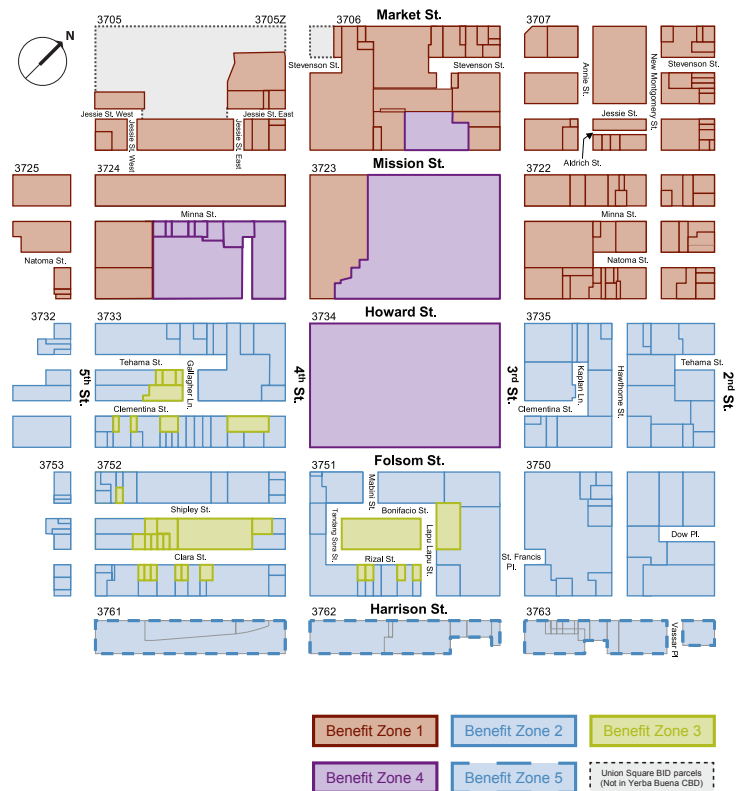 3705
3705Z
3706
Market St.
3707
N
Stevenson St.
Stevenson St.
Annie St.
New Montgomery St.
Stevenson St.
Jessie St. West
Jessie St. West
Jessie St. East
Jessie St. East
Jessie St.
Aldrich St.
3725
3724
3723
Mission St.
3722
Minna St.
Minna St.
Natoma St.
Natoma St.
3732
3733
3734
Howard St.
3735
Tehama St.
Gallagher Ln.
Kaplan Ln.
Hawthorne St.
Tehama St.
5th St.
4th St.
3rd St.
2nd St.
Clementina St.
Clementina St.
3753
3752
3751
Folsom St.
3750
Mabini St.
Shipley St.
Tandang Sora St.
Bonifacio St.
Lapu Lapu St.
Dow Pl.
Clara St.
Rizal St.
St. Francis
Pl.
3761
3762
Harrison St.
3763
Vassar Pl
Benefit Zone 1
Benefit Zone 2
Benefit Zone 3
Benefit Zone 4
Benefit Zone 5
Union Square BID parcels
(Not in Yerba Buena CBD)